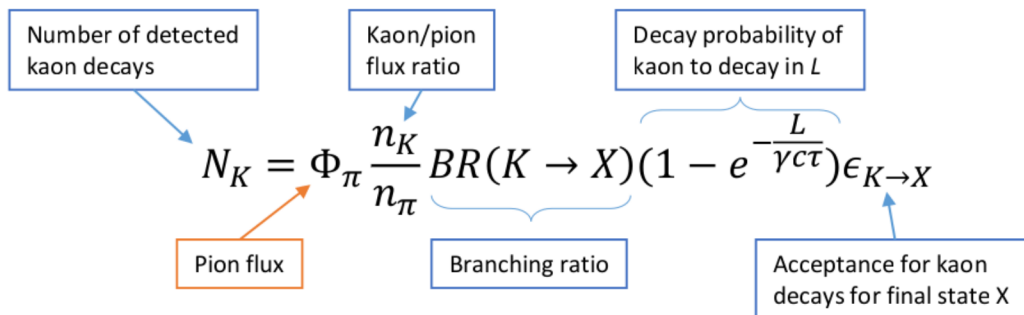 Number of detected
kaon decays
Kaon/pion
flux ratio
Decay probability of
kaon to decay in L
N_K = Φ_π n_K/n_π BR(K → X)(1 − e^{−L/γcτ})ϵ_{K→X}
Pion flux
Branching ratio
Acceptance for kaon
decays for final state X